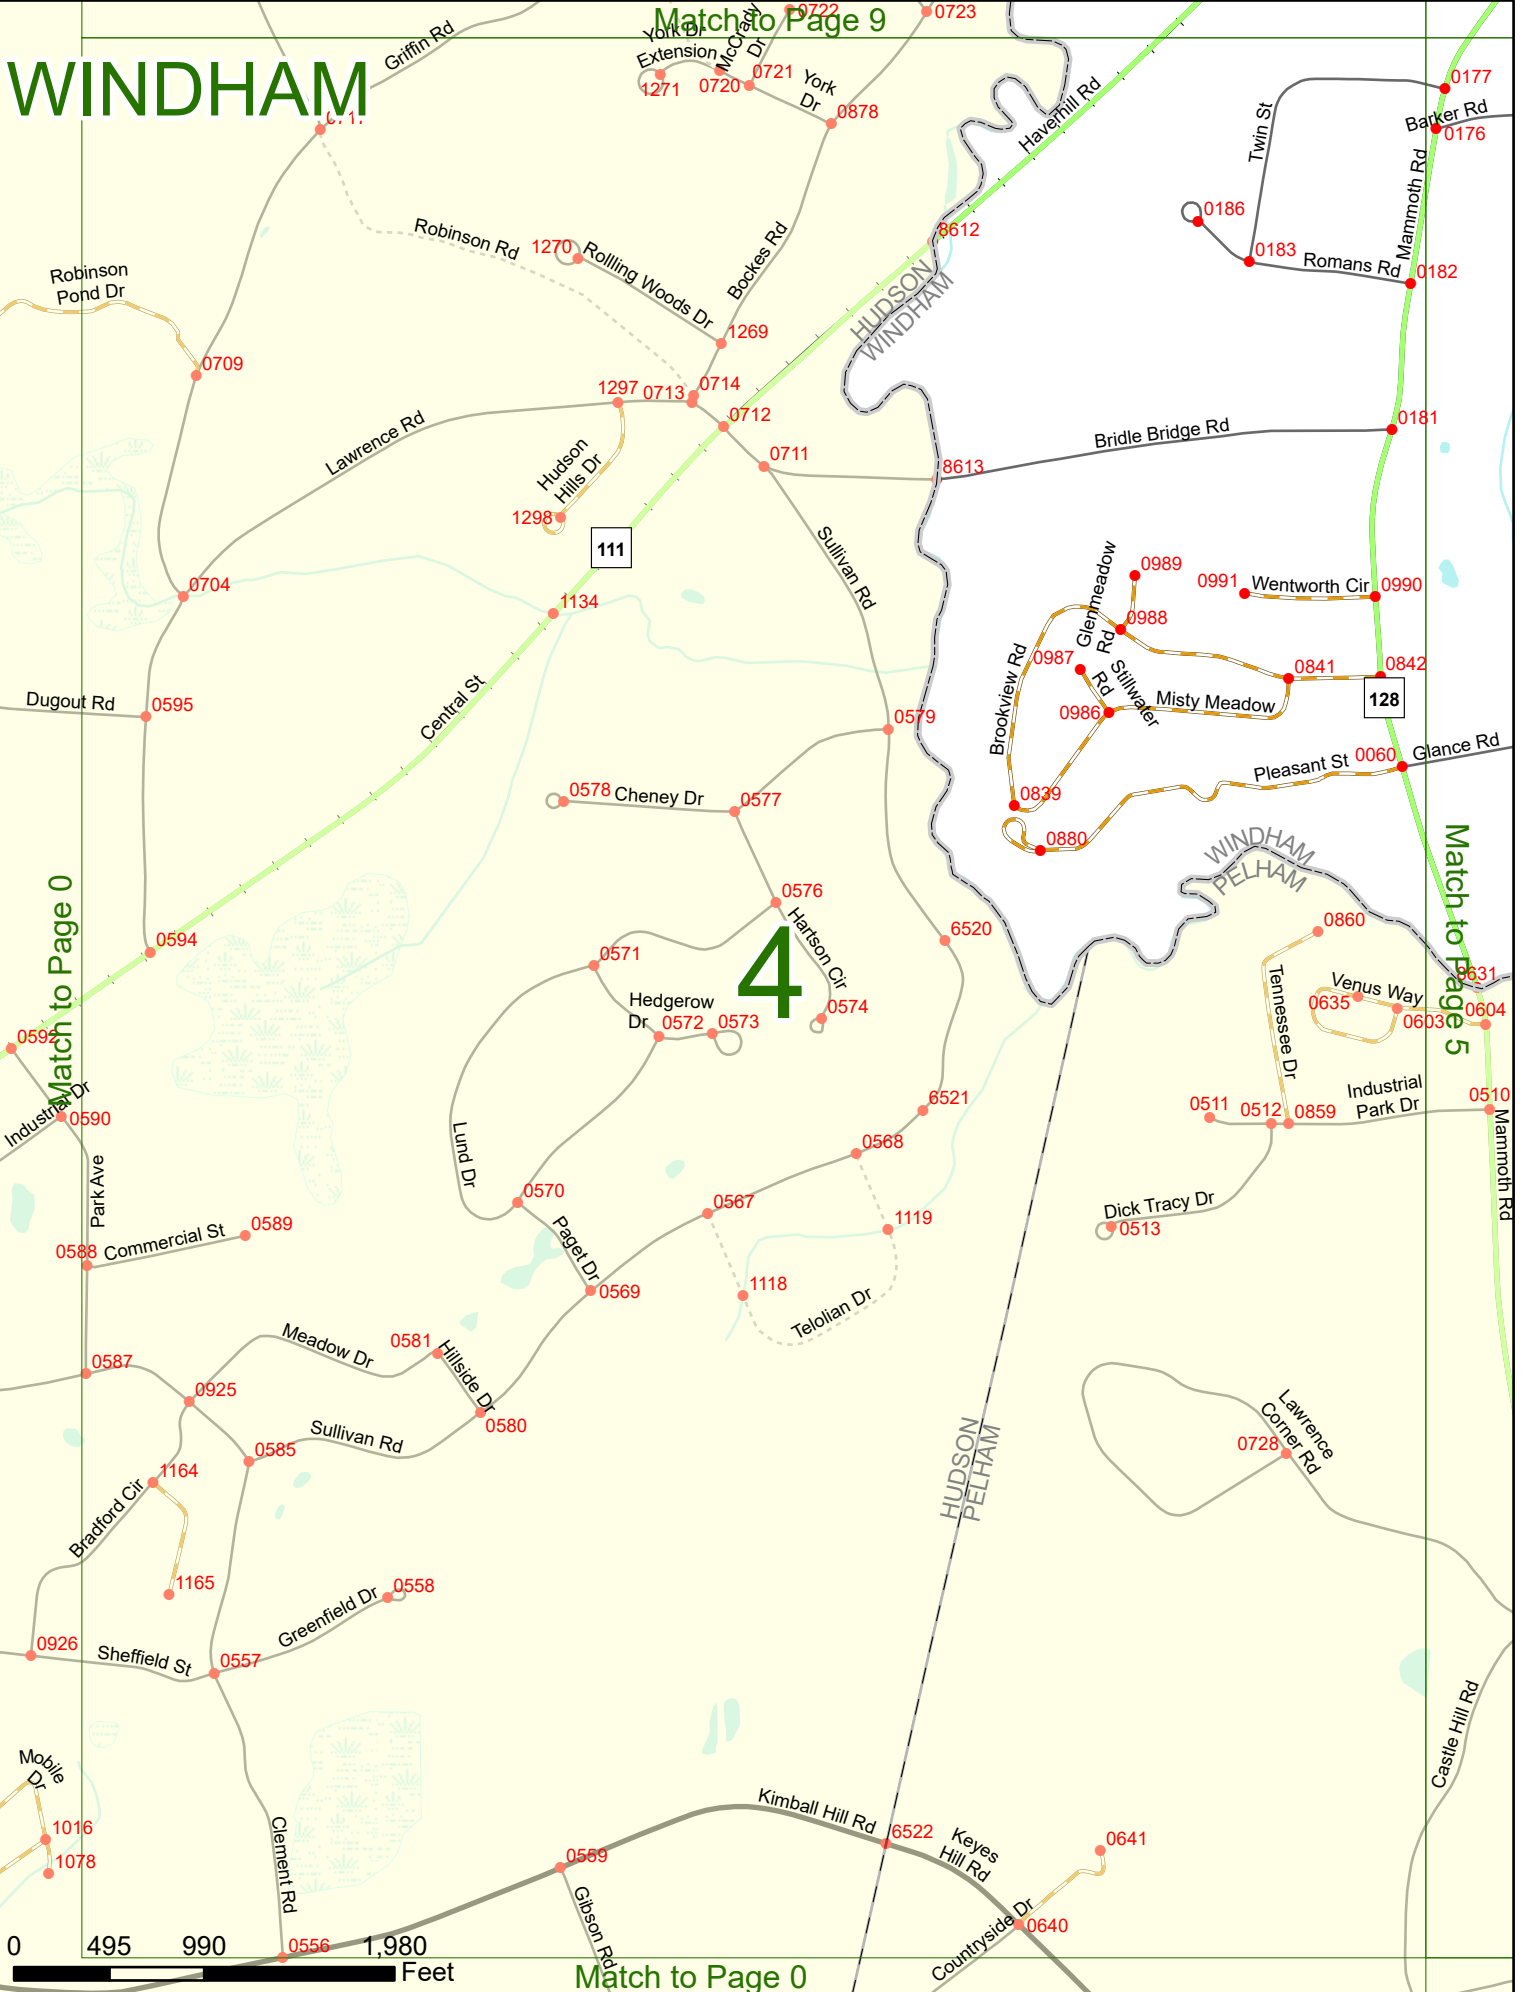 Match to Page 9
WINDHAM
Griffin Rd
York Dr
Extension
McCrady
Dr
0722
0723
1271
0720
0721
York
Dr
0878
0717
Haverhill Rd
0177
Barker Rd
0176
Twin St
Mammoth Rd
0186
0183
Romans Rd
0182
Robinson Rd
1270
Rollling Woods Dr
Bockes Rd
8612
HUDSON
WINDHAM
Robinson
Pond Dr
0709
1269
1297
0713
0714
0712
0711
0181
Bridle Bridge Rd
8613
Lawrence Rd
Hudson
Hills Dr
1298
111
Sullivan Rd
0704
1134
Glenmeadow
Rd
0989
0988
0991
Wentworth Cir
0990
0987
Stillwater
Rd
0986
Misty Meadow
0841
0842
128
Brookview Rd
Dugout Rd
0595
Central St
0579
0060
Glance Rd
Pleasant St
0578
Cheney Dr
0577
0839
0880
WINDHAM
PELHAM
Match to Page 5
Match to Page 0
0576
Hartson Cir
4
0594
0571
6520
0860
8631
Tennessee Dr
Venus Way
0635
0603
0604
Hedgerow
Dr
0572
0573
0574
0592
Industrial Dr
0590
Park Ave
Lund Dr
6521
0511
0512
0859
Industrial
Park Dr
0510
Mammoth Rd
0568
0570
0567
1119
Dick Tracy Dr
0513
0589
Commercial St
0588
Paget Dr
0569
1118
Telolian Dr
Meadow Dr
0581
Hillside Dr
0587
0925
0580
Sullivan Rd
0585
Lawrence
Corner Rd
0728
HUDSON
PELHAM
1164
Bradford Cir
1165
0558
Greenfield Dr
0926
Sheffield St
0557
Castle Hill Rd
Mobile
Dr
1016
1078
Clement Rd
Kimball Hill Rd
6522
Keyes
Hill Rd
0641
0559
Gibson Rd
0640
Countryside Dr
0556
0 495 990 1,980
Feet
Match to Page 0